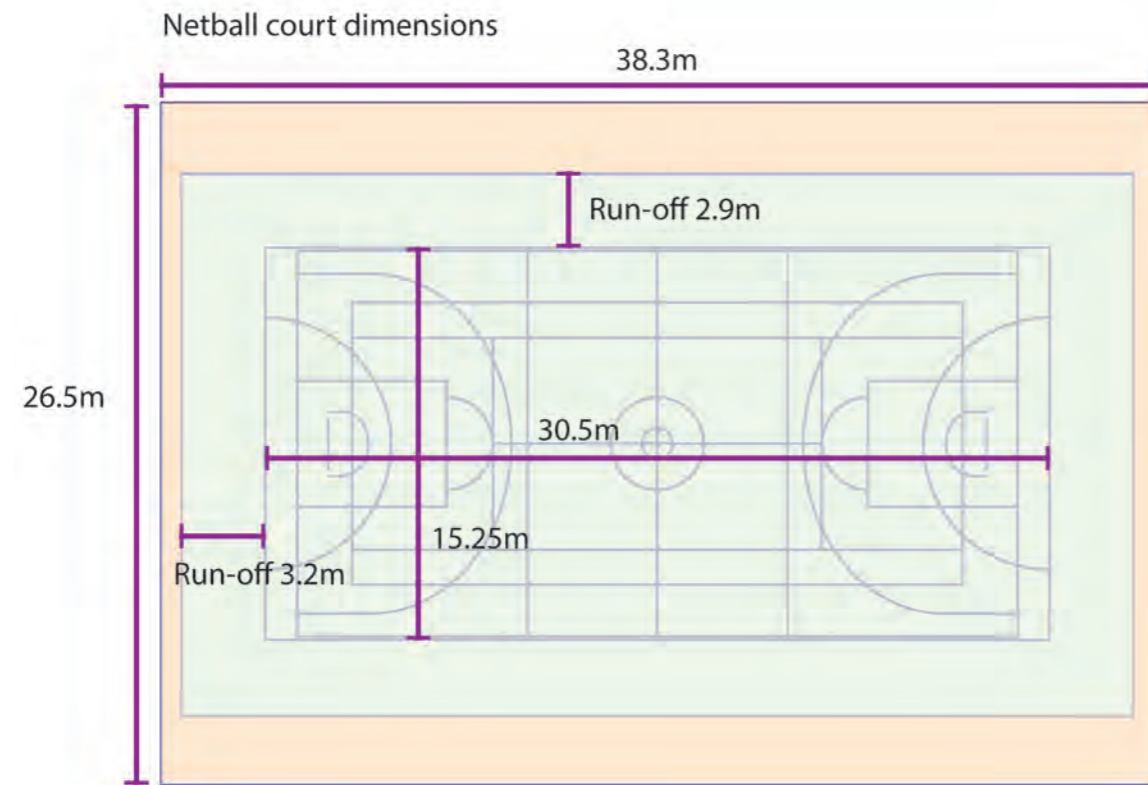 Netball court dimensions
38.3m
Run-off 2.9m
26.5m
30.5m
15.25m
Run-off 3.2m